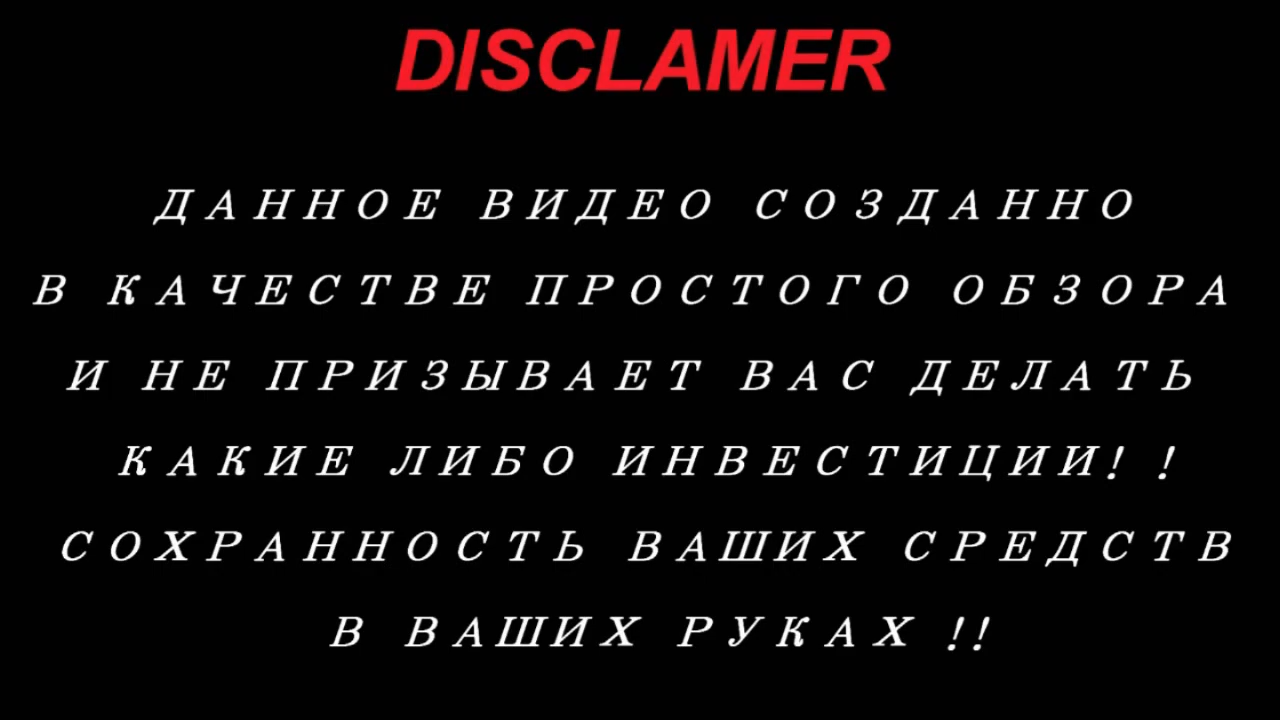 DISCLAMER
ДАННОЕ ВИДЕО СОЗДАННО
В КАЧЕСТВЕ ПРОСТОГО ОБЗОРА
И НЕ ПРИЗЫВАЕТ ВАС ДЕЛАТЬ
КАКИЕ ЛИБО ИНВЕСТИЦИИ! !
СОХРАННОСТЬ ВАШИХ СРЕДСТВ
В ВАШИХ РУКАХ !!